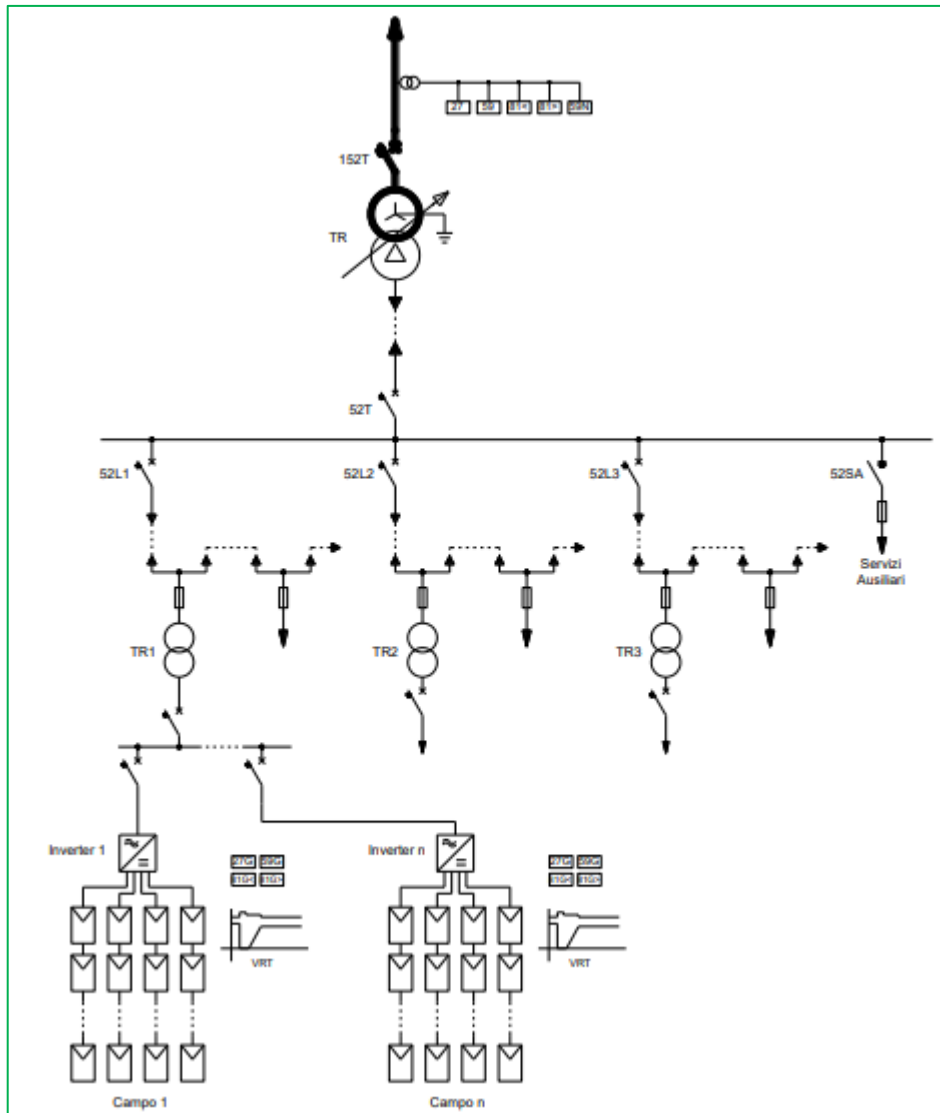 27 59 81< 81> 59N
152T
TR
52T
52L1 52L2 52L3 52SA
Servizi
Ausiliari
TR1 TR2 TR3
Inverter 1 27G 59G Inverter n 27G 59G
81G< 81G> 81G< 81G>
VRT VRT
Campo 1 Campo n